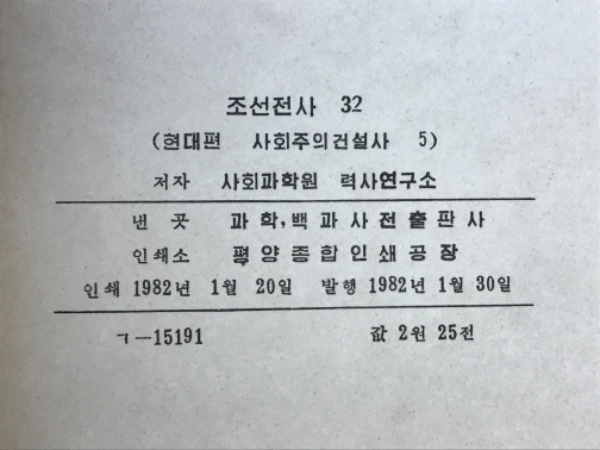 조선전사 32
(현대편 사회주의건설사 5)
저자 사회과학원 력사연구소
낸 곳 과학,백과사전출판사
인쇄소 평양종합인쇄공장
인쇄 1982년 1월 20일 발행 1982년 1월 30일
ㄱ—15191 값 2원 25전